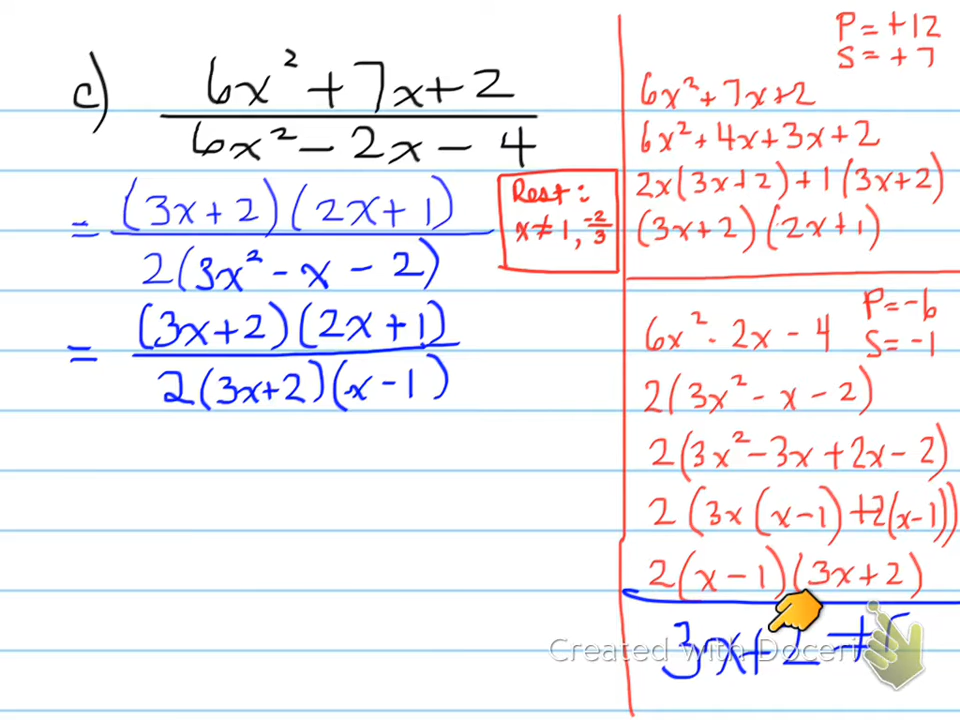 c) 6x² + 7x + 2
6x² - 2x - 4
= (3x + 2) (2x + 1)
2(3x² - x - 2)
= (3x+2)(2x + 1)
2(3x+2)(x-1)
Rest:
x ≠ 1, -2/3
P = +12
S = +7
6x² + 7x + 2
6x² + 4x + 3x + 2
2x(3x+2) + 1(3x+2)
(3x+2)(2x+1)
6x² - 2x - 4
P = -6
S = -1
2(3x² - x - 2)
2(3x² - 3x + 2x - 2)
2(3x(x-1) + 2(x-1))
2(x-1)(3x+2)
3x+2 ≠
Created with Doceri